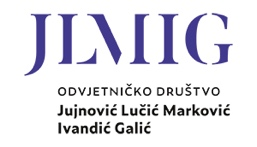 JLMIG
ODVJETNIČKO DRUŠTVO
Jujnović Lučić Marković
Ivandić Galić